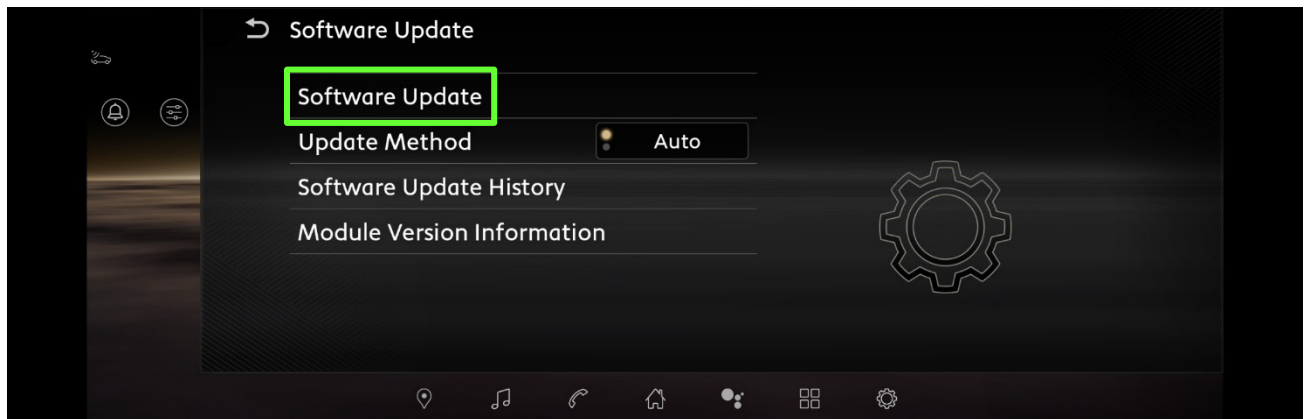 Software Update
Software Update
Update Method
Auto
Software Update History
Module Version Information